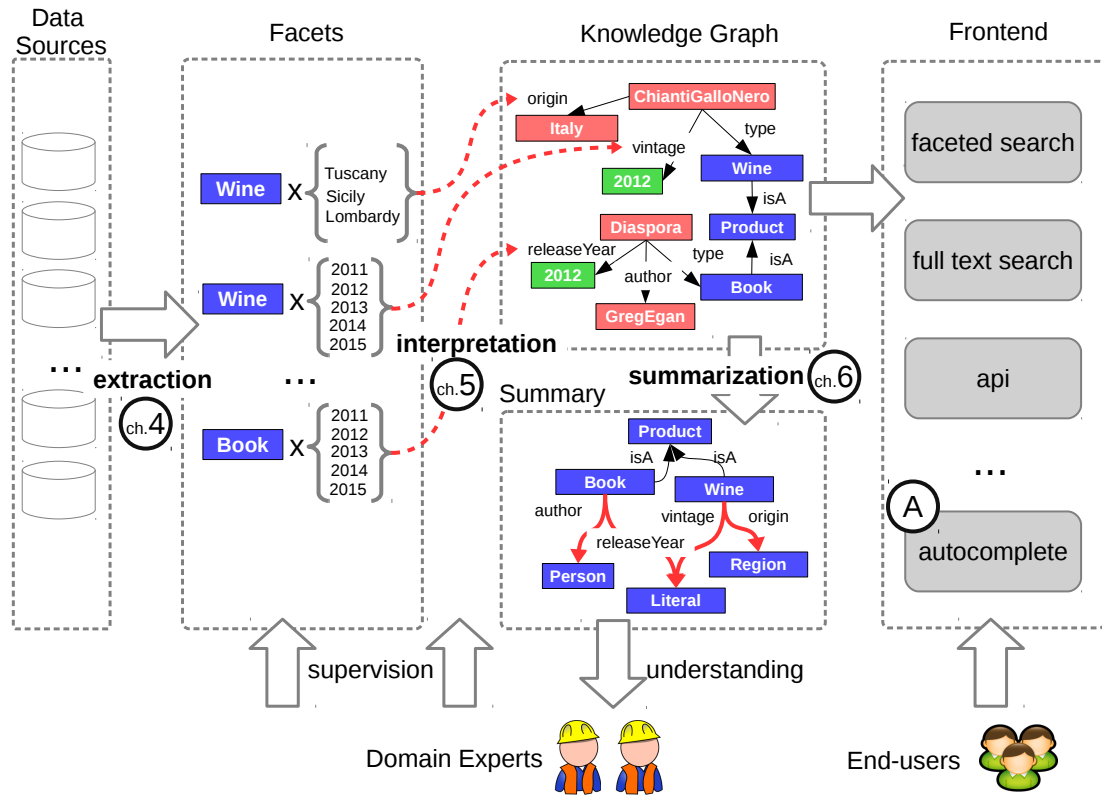 Data
Sources
Facets
Knowledge Graph
Frontend
...
extraction
ch.4
Wine x
Tuscany
Sicily
Lombardy
Wine x
2011
2012
2013
2014
2015
...
Book x
2011
2012
2013
2014
2015
interpretation
ch.5
origin
ChiantiGalloNero
Italy
type
vintage
2012
Wine
isA
Diaspora
Product
releaseYear
type
isA
2012
author
Book
GregEgan
summarization
ch.6
Summary
Product
isA
isA
Book
Wine
author
vintage
origin
releaseYear
Person
Region
Literal
faceted search
full text search
api
...
A
autocomplete
supervision
understanding
Domain Experts
End-users